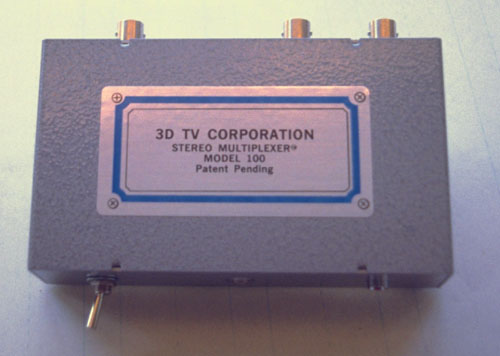 3D TV CORPORATION
STEREO MULTIPLEXER®
MODEL 100
Patent Pending